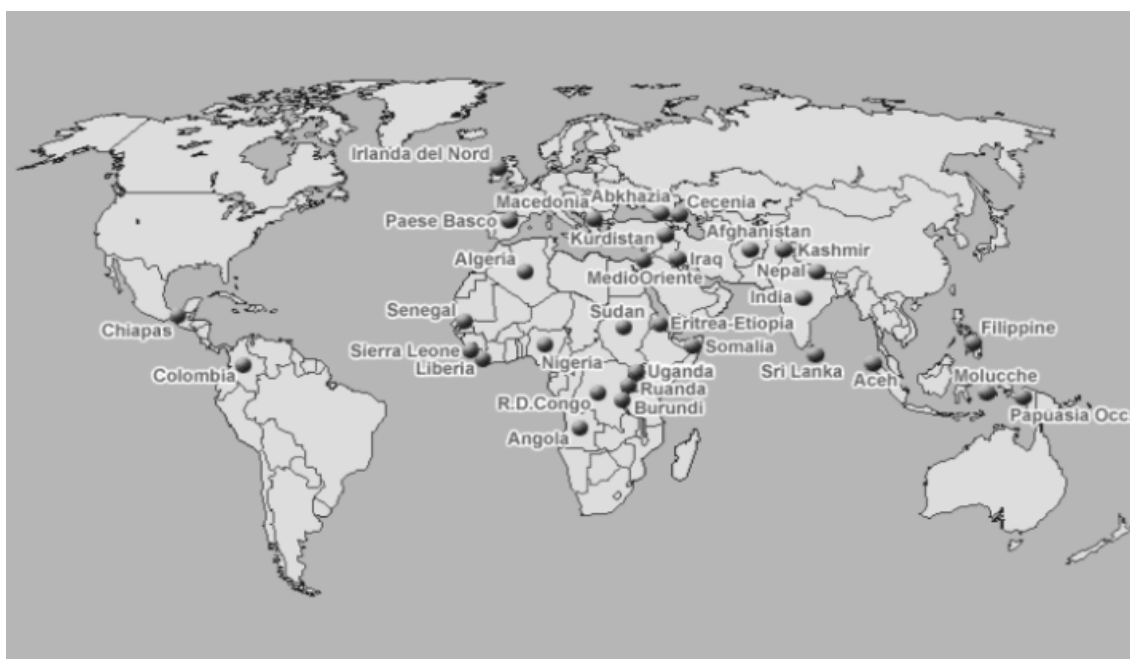 Irlanda del Nord
Macedonia
Abkhazia
Cecenia
Paese Basco
Kurdistan
Afghanistan
Algeria
Iraq
Kashmir
MedioOriente
Nepal
India
Senegal
Sudan
Eritrea-Etiopia
Chiapas
Filippine
Sierra Leone
Somalia
Liberia
Nigeria
Uganda
Sri Lanka
Colombia
Aceh
Molucche
Ruanda
R.D.Congo
Burundi
Papuasia Occ.
Angola